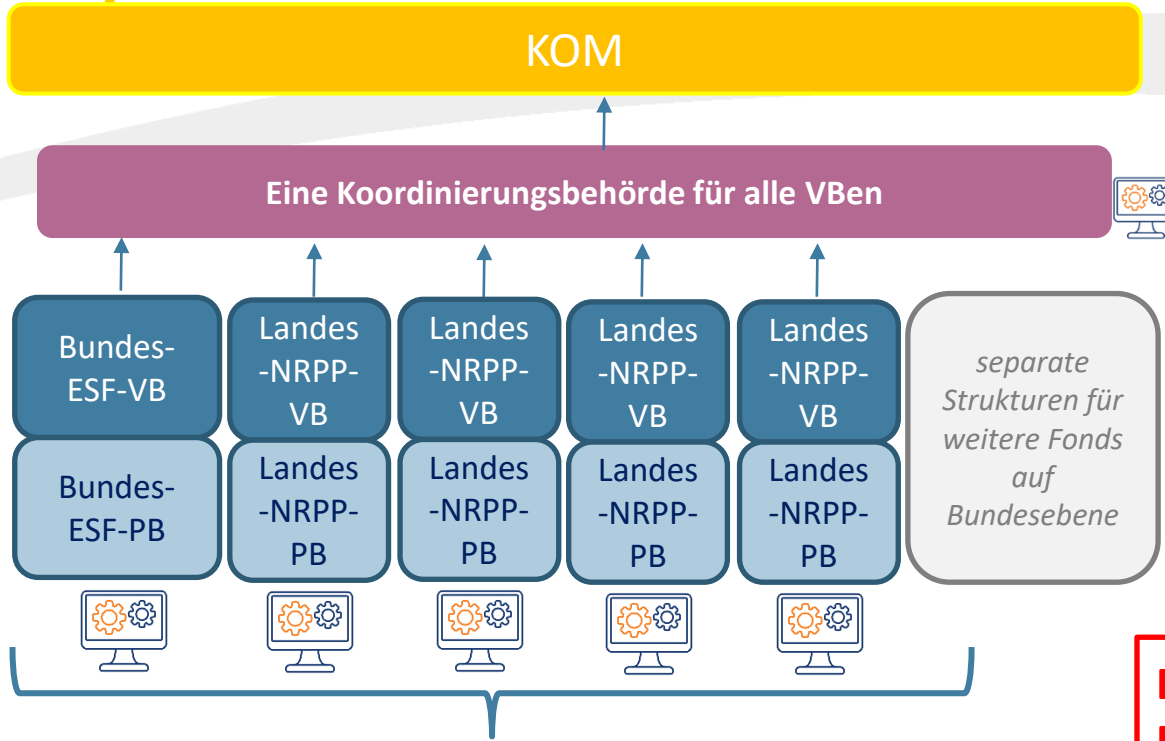 KOM
Eine Koordinierungsbehörde für alle VBen
Bundes-
ESF-VB
Landes
-NRPP-
VB
Landes
-NRPP-
VB
Landes
-NRPP-
VB
Landes
-NRPP-
VB
separate
Strukturen für
weitere Fonds
auf
Bundesebene
Bundes-
ESF-PB
Landes
-NRPP-
PB
Landes
-NRPP-
PB
Landes
-NRPP-
PB
Landes
-NRPP-
PB